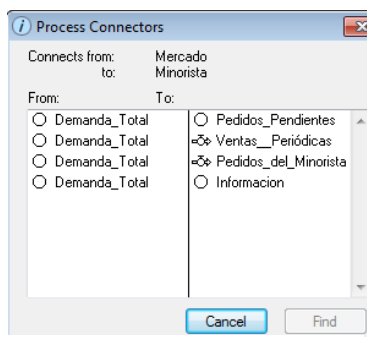 Process Connectors
Connects from: Mercado
to: Minorista
From: To:
Demanda_Total Pedidos_Pendientes
Demanda_Total Ventas__Periódicas
Demanda_Total Pedidos_del_Minorista
Demanda_Total Informacion
Cancel Find